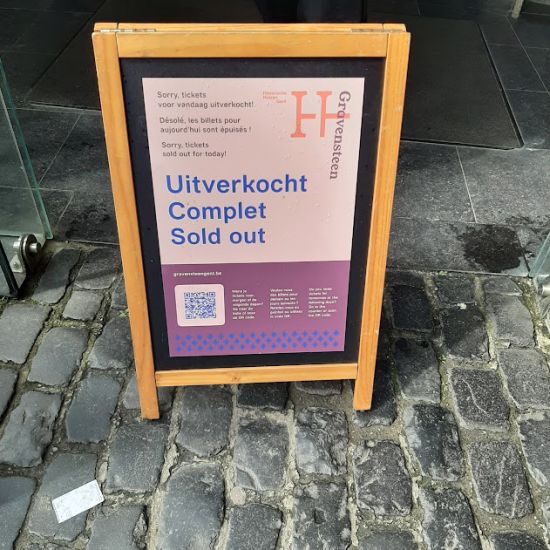 Sorry, tickets
voor vandaag uitverkocht!
Désolé, les billets pour
aujourd'hui sont épuisés !
Sorry, tickets
sold out for today!
Historische
Huizen
Gent
Gravensteen
Uitverkocht
Complet
Sold out
gravensteengent.be